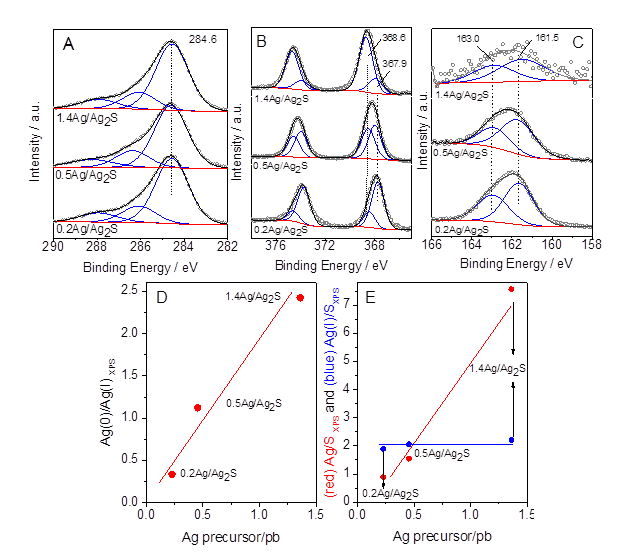 A
284.6
1.4Ag/Ag2S
0.5Ag/Ag2S
0.2Ag/Ag2S
290 288 286 284 282
Binding Energy / eV
Intensity / a.u.
B
368.6
367.9
1.4Ag/Ag2S
0.5Ag/Ag2S
0.2Ag/Ag2S
376 372 368
Binding Energy / eV
Intensity / a.u.
163.0 161.5
C
1.4Ag/Ag2S
0.5Ag/Ag2S
0.2Ag/Ag2S
166 164 162 160 158
Binding Energy / eV
Intensity / a.u.
D
2.5
2.0
1.5
1.0
0.5
0.0
1.4Ag/Ag2S
0.5Ag/Ag2S
0.2Ag/Ag2S
0.0 0.5 1.0 1.5
Ag precursor/pb
Ag(0)/Ag(I) XPS
E
7
6
5
4
3
2
1
0
1.4Ag/Ag2S
0.5Ag/Ag2S
0.2Ag/Ag2S
0.0 0.5 1.0 1.5
Ag precursor/pb
(red) Ag/S XPS and (blue) Ag(I)/S XPS